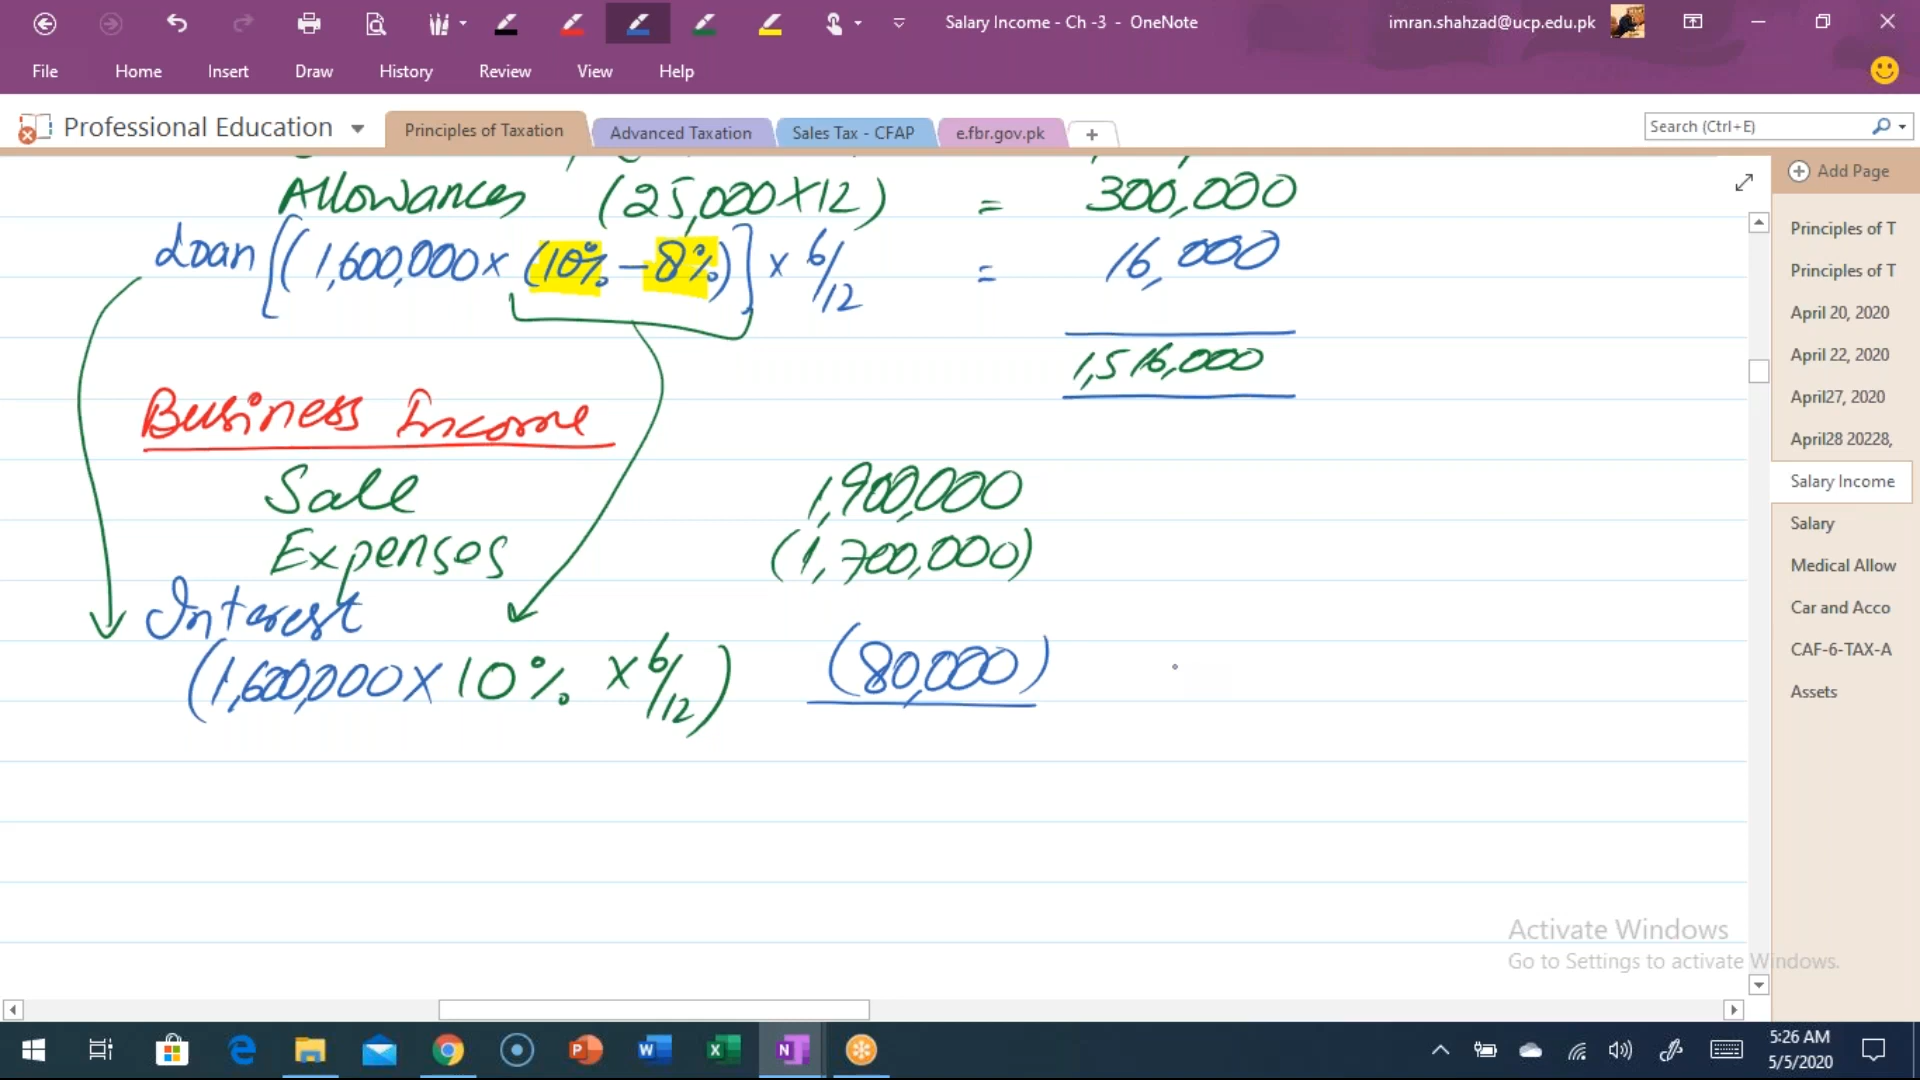 Salary Income - Ch -3 - OneNote
imran.shahzad@ucp.edu.pk
File Home Insert Draw History Review View Help
Professional Education
Principles of Taxation
Advanced Taxation
Sales Tax - CFAP
e.fbr.gov.pk
+
Search (Ctrl+E)
Add Page
Allowances (25,000X12) = 300,000
Loan [(1,600,000 x (10% - 8%)] x 6/12 = 16,000
1,516,000
Business Income
Sale 1,900,000
Expenses (1,700,000)
Interest
(1,600,000 X 10% X 6/12) (80,000)
Principles of T
Principles of T
April 20, 2020
April 22, 2020
April27, 2020
April28 20228,
Salary Income
Salary
Medical Allow
Car and Acco
CAF-6-TAX-A
Assets
Activate Windows
Go to Settings to activate Windows.
5:26 AM
5/5/2020